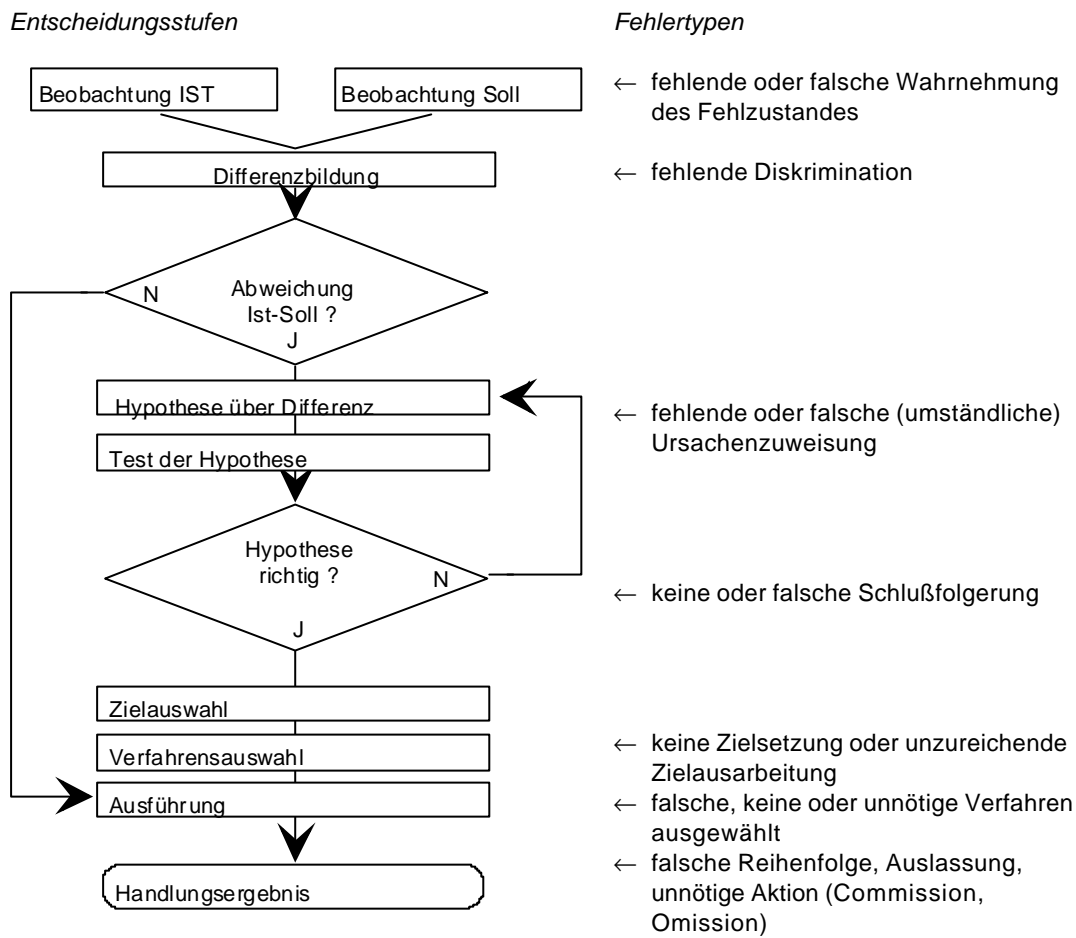 Entscheidungsstufen
Fehlertypen
Beobachtung IST
Beobachtung Soll
← fehlende oder falsche Wahrnehmung
des Fehlzustandes
Differenzbildung
← fehlende Diskrimination
N
Abweichung
Ist-Soll ?
J
Hypothese über Differenz
← fehlende oder falsche (umständliche)
Ursachenzuweisung
Test der Hypothese
Hypothese
richtig ?
N
← keine oder falsche Schlußfolgerung
J
Zielauswahl
Verfahrensauswahl
← keine Zielsetzung oder unzureichende
Zielausarbeitung
Ausführung
← falsche, keine oder unnötige Verfahren
ausgewählt
Handlungsergebnis
← falsche Reihenfolge, Auslassung,
unnötige Aktion (Commission,
Omission)